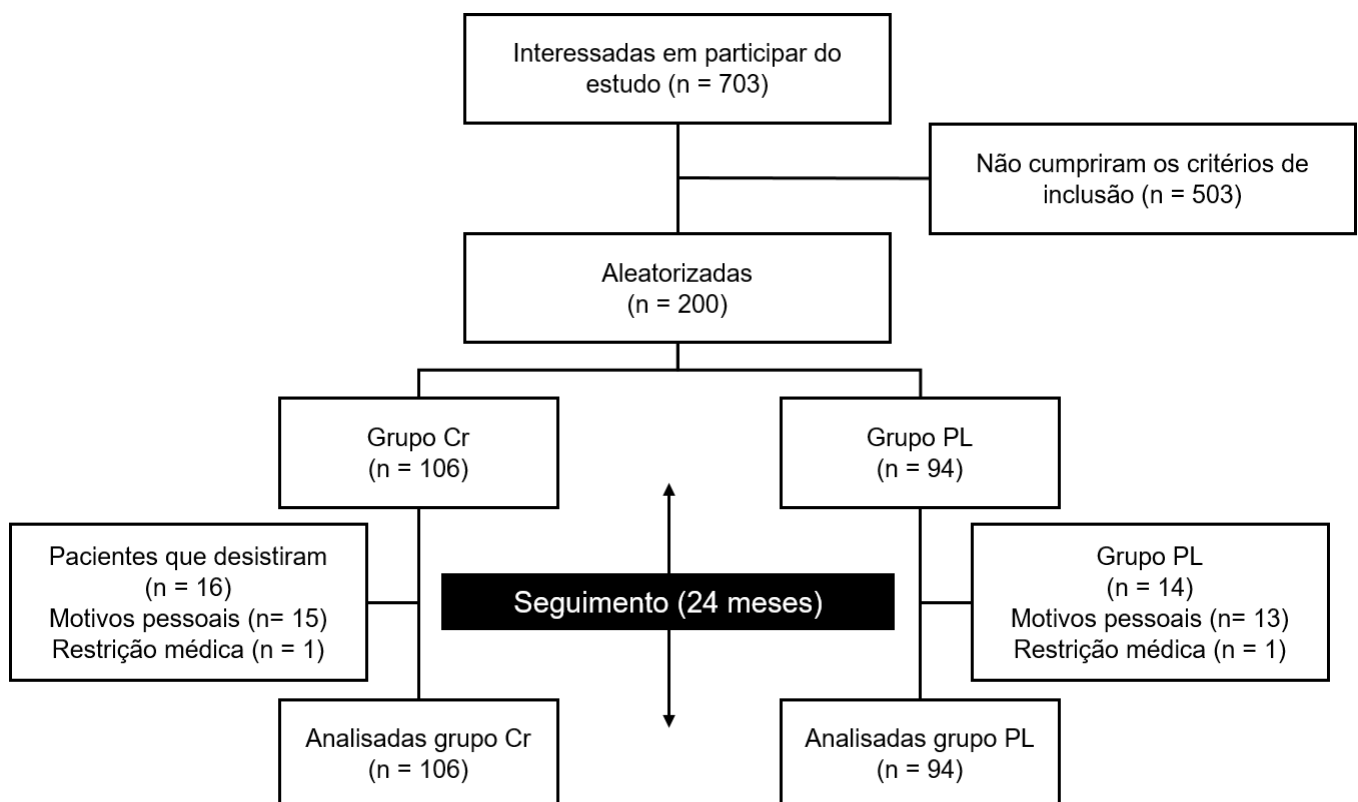 Interessadas em participar do
estudo (n = 703)
Não cumpriram os critérios de
inclusão (n = 503)
Aleatorizadas
(n = 200)
Grupo Cr
(n = 106)
Grupo PL
(n = 94)
Pacientes que desistiram
(n = 16)
Motivos pessoais (n= 15)
Restrição médica (n = 1)
Seguimento (24 meses)
Grupo PL
(n = 14)
Motivos pessoais (n= 13)
Restrição médica (n = 1)
Analisadas grupo Cr
(n = 106)
Analisadas grupo PL
(n = 94)